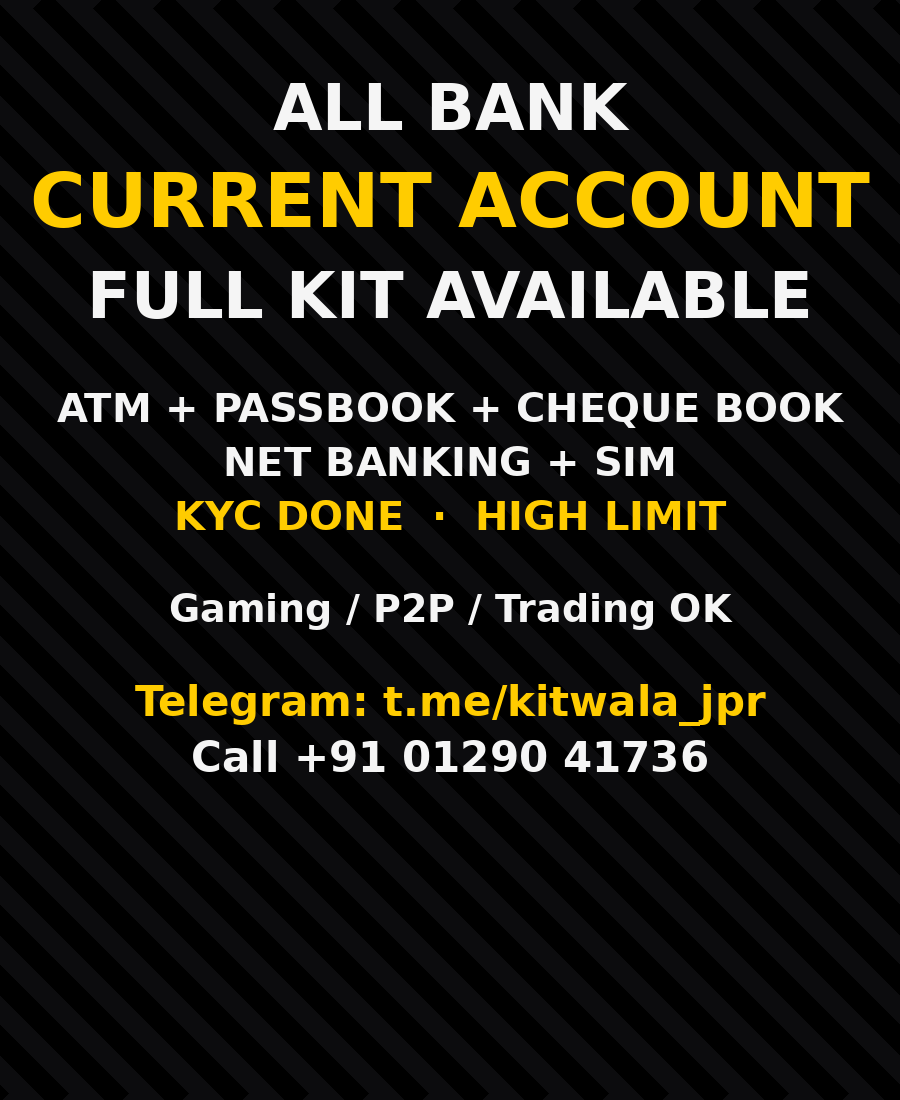 ALL BANK
CURRENT ACCOUNT
FULL KIT AVAILABLE
ATM + PASSBOOK + CHEQUE BOOK
NET BANKING + SIM
KYC DONE · HIGH LIMIT
Gaming / P2P / Trading OK
Telegram: t.me/kitwala_jpr
Call +91 01290 41736